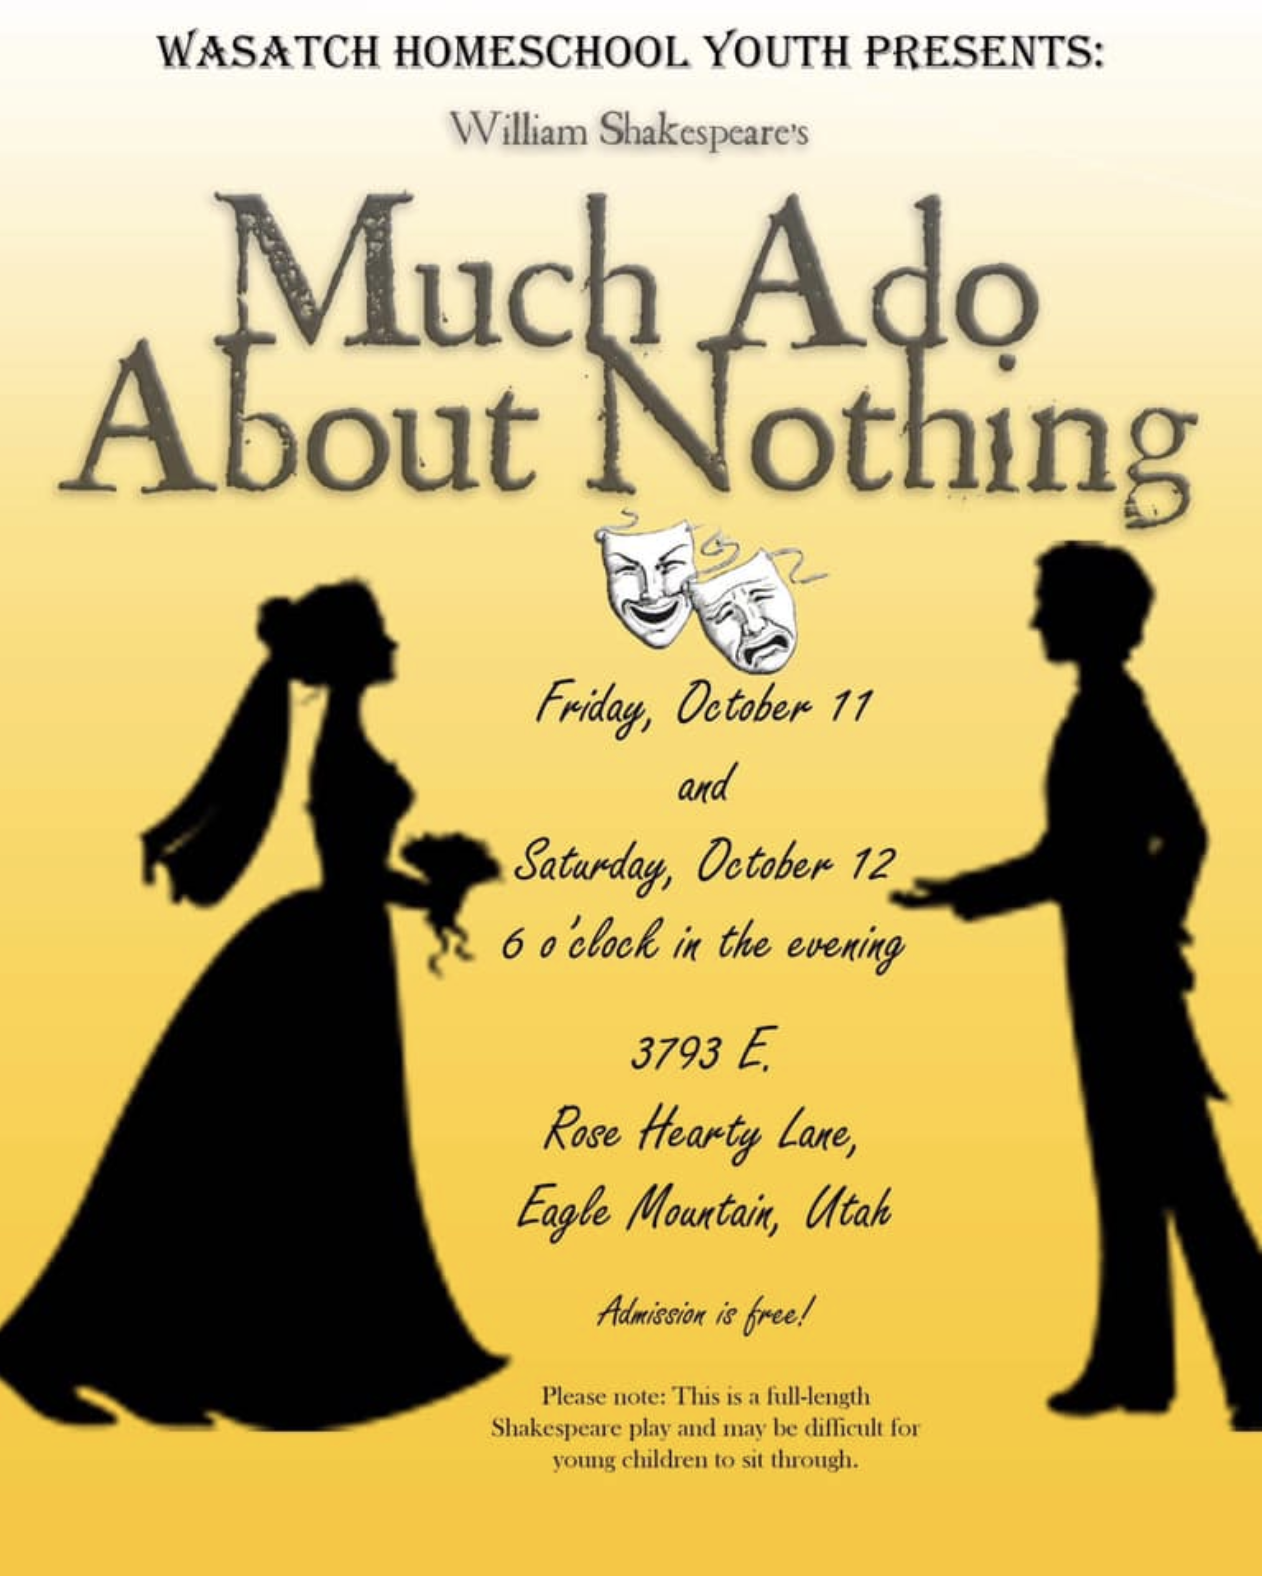 WASATCH HOMESCHOOL YOUTH PRESENTS:
William Shakespeare's
Much Ado
About Nothing
Friday, October 11
and
Saturday, October 12
6 o'clock in the evening
3793 E.
Rose Hearty Lane,
Eagle Mountain, Utah
Admission is free!
Please note: This is a full-length
Shakespeare play and may be difficult for
young children to sit through.